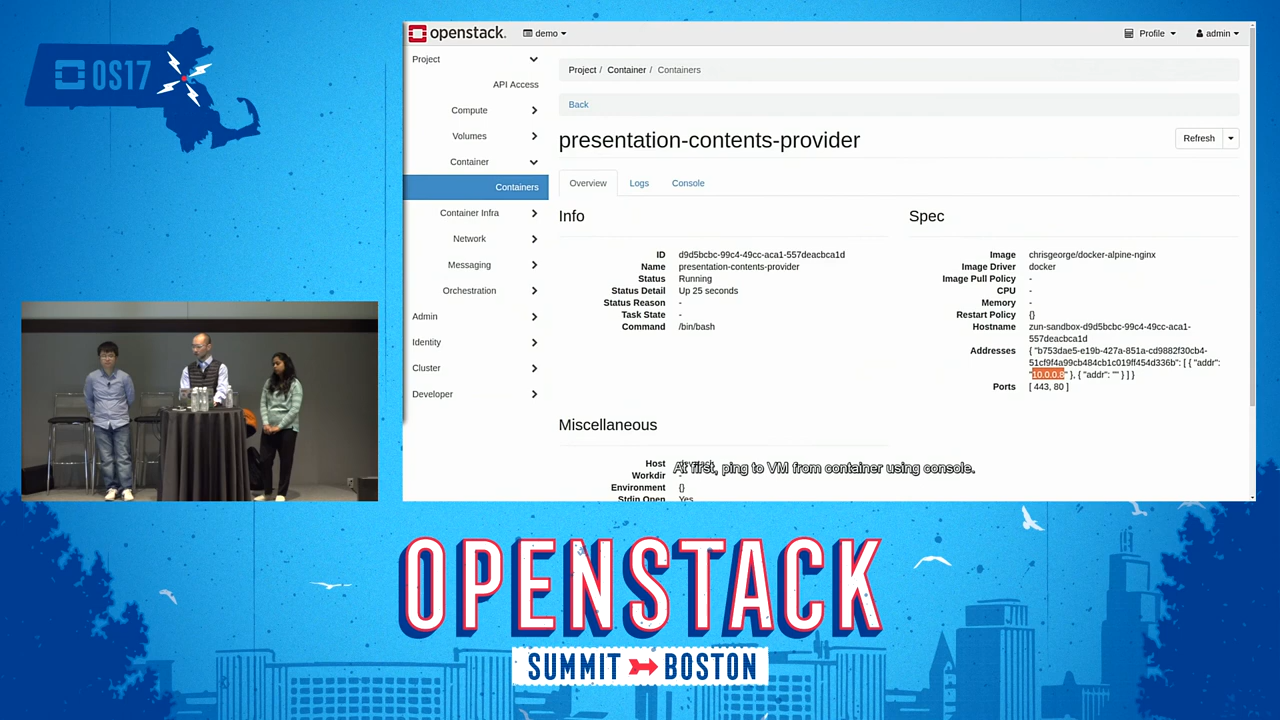 OS17
openstack.
demo
Profile
admin
Project
API Access
Compute
Volumes
Container
Containers
Container Infra
Network
Messaging
Orchestration
Admin
Identity
Cluster
Developer
Project / Container / Containers
Back
presentation-contents-provider
Refresh
Overview Logs Console
Info
ID d9d5bcbc-99c4-49cc-aca1-557deacbca1d
Name presentation-contents-provider
Status Running
Status Detail Up 25 seconds
Status Reason -
Task State -
Command /bin/bash
Spec
Image chrisgeorge/docker-alpine-nginx
Image Driver docker
Image Pull Policy -
CPU -
Memory -
Restart Policy {}
Hostname zun-sandbox-d9d5bcbc-99c4-49cc-aca1-
557deacbca1d
Addresses { "b753dae5-e19b-427a-851a-cd9882f30cb4-
51cf9f4a99cb484cb1c019ff454d336b": [ { "addr":
"10.0.0.8" }, { "addr": "" } ] }
Ports [ 443, 80 ]
Miscellaneous
Host
At first, ping to VM from container using console.
Workdir -
Environment {}
Stdin Open Yes
OPENSTACK
SUMMIT BOSTON